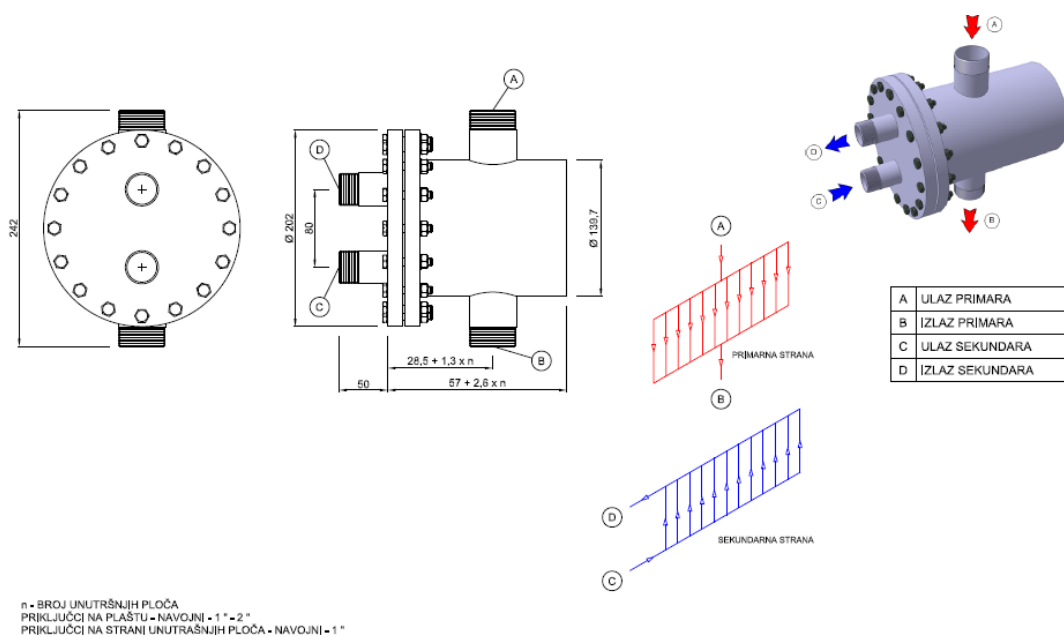 A
A
D
242
Ø 202
80
Ø 139,7
D
C
B
A
C
B
28,5 + 1,3 x n
PRIMARNA STRANA
50
57 + 2,6 x n
B
A ULAZ PRIMARA
B IZLAZ PRIMARA
C ULAZ SEKUNDARA
D IZLAZ SEKUNDARA
D
SEKUNDARNA STRANA
C
n - BROJ UNUTRŠNJIH PLOČA
PRIKLJUČCI NA PLAŠTU - NAVOJNI - 1 " - 2 "
PRIKLJUČCI NA STRANI UNUTRAŠNJIH PLOČA - NAVOJNI - 1 "